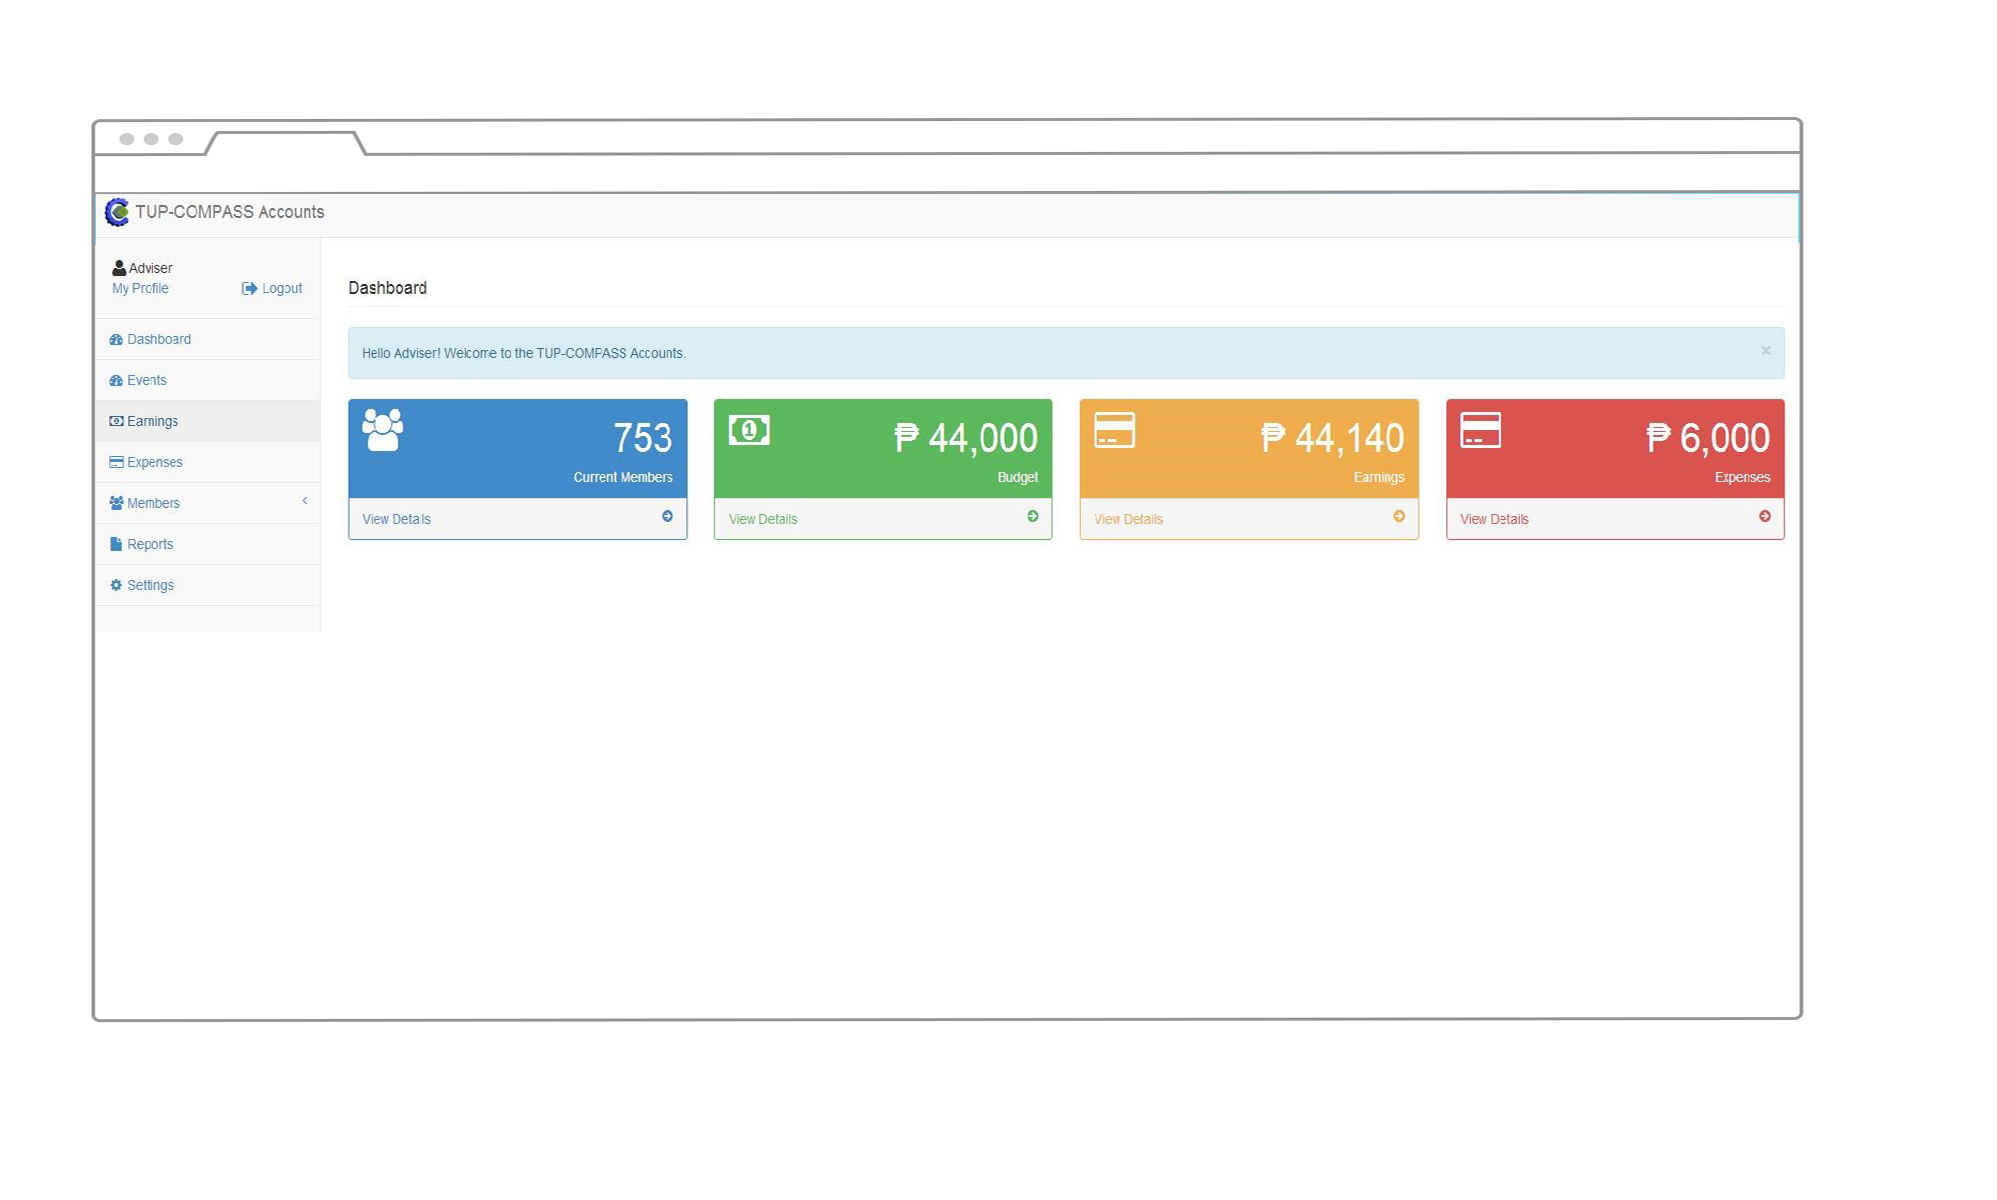 TUP-COMPASS Accounts
Adviser
My Profile Logout
Dashboard
Events
Earnings
Expenses
Members
Reports
Settings
Dashboard
Hello Adviser! Welcome to the TUP-COMPASS Accounts. ×
753
Current Members
View Details
₱ 44,000
Budget
View Details
₱ 44,140
Earnings
View Details
₱ 6,000
Expenses
View Details